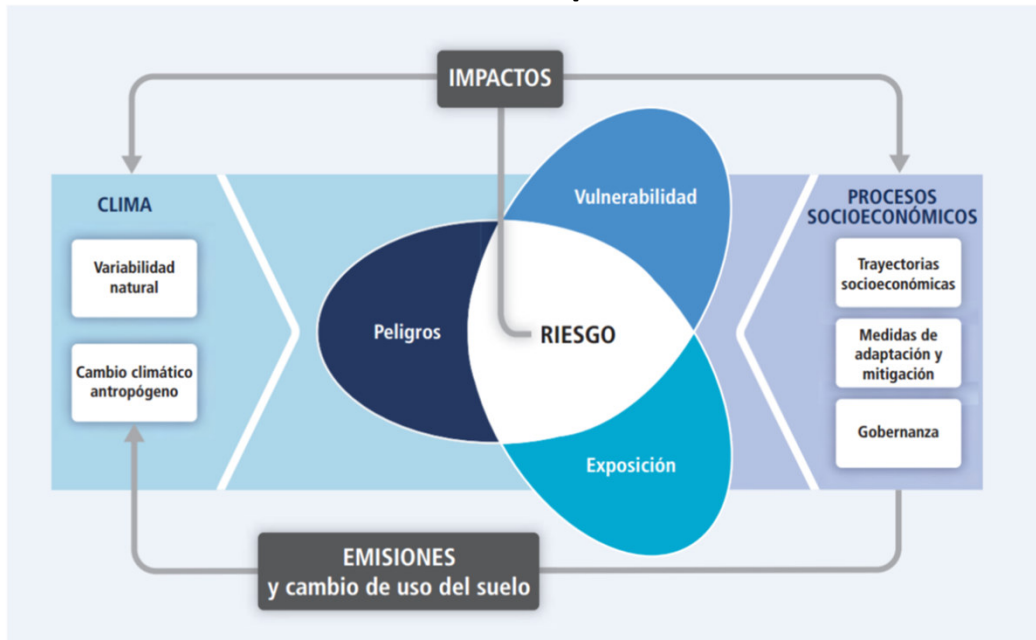 IMPACTOS
CLIMA
Variabilidad
natural
Cambio climático
antropógeno
Peligros
Vulnerabilidad
RIESGO
Exposición
PROCESOS
SOCIOECONÓMICOS
Trayectorias
socioeconómicas
Medidas de
adaptación y
mitigación
Gobernanza
EMISIONES
y cambio de uso del suelo